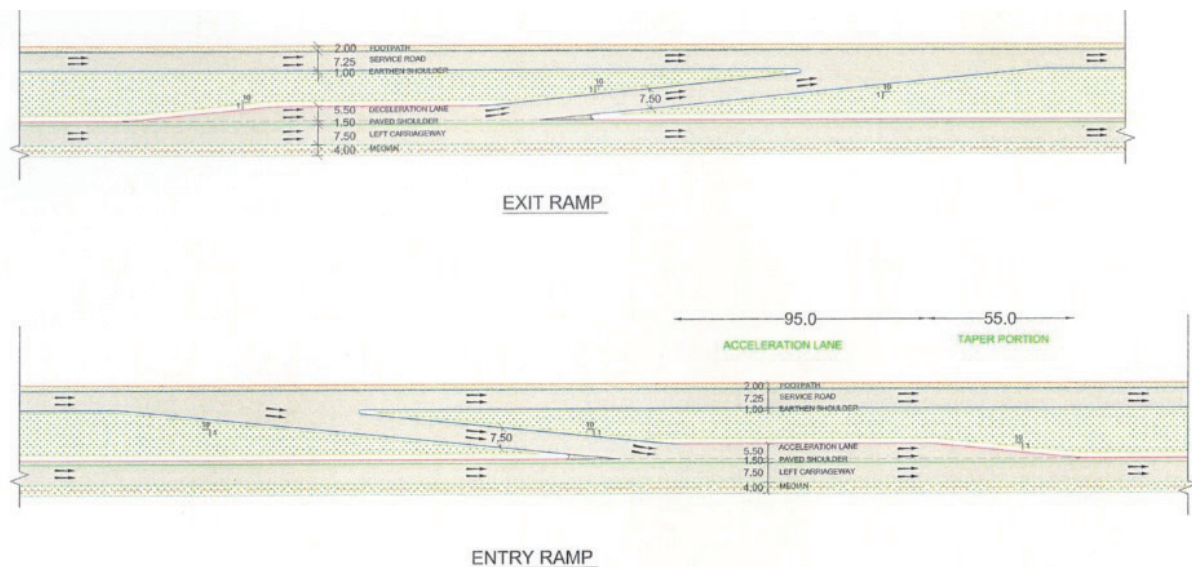 2.00 FOOTPATH
7.25 SERVICE ROAD
1.00 EARTHEN SHOULDER
10
1
10
1
10
1
7.50
5.50 DECELERATION LANE
1.50 PAVED SHOULDER
7.50 LEFT CARRIAGEWAY
4.00 MEDIAN
EXIT RAMP
95.0 55.0
ACCELERATION LANE TAPER PORTION
2.00 FOOTPATH
7.25 SERVICE ROAD
1.00 EARTHEN SHOULDER
10
1
10
1
10
1
7.50
5.50 ACCELERATION LANE
1.50 PAVED SHOULDER
7.50 LEFT CARRIAGEWAY
4.00 MEDIAN
ENTRY RAMP